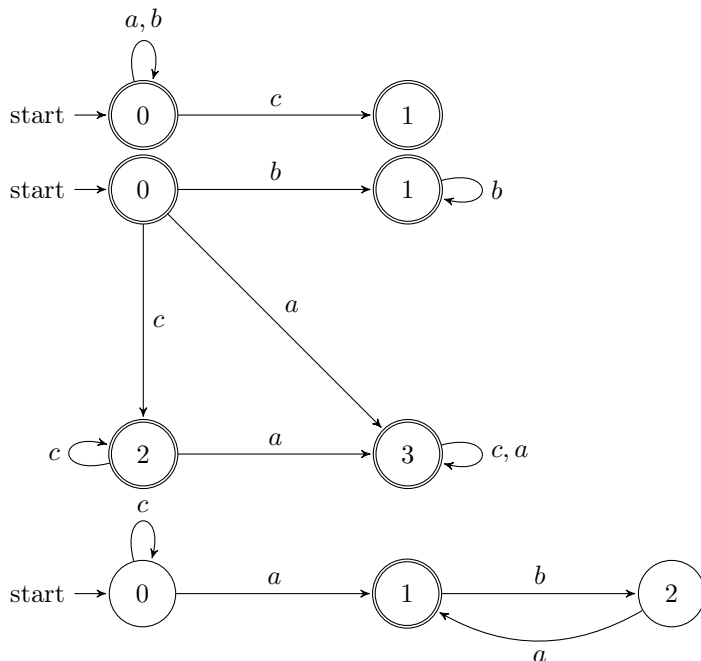 a, b
start 0 c 1
start 0 b 1 b
a
c
c 2 a 3 c, a
c
start 0 a 1 b 2
a